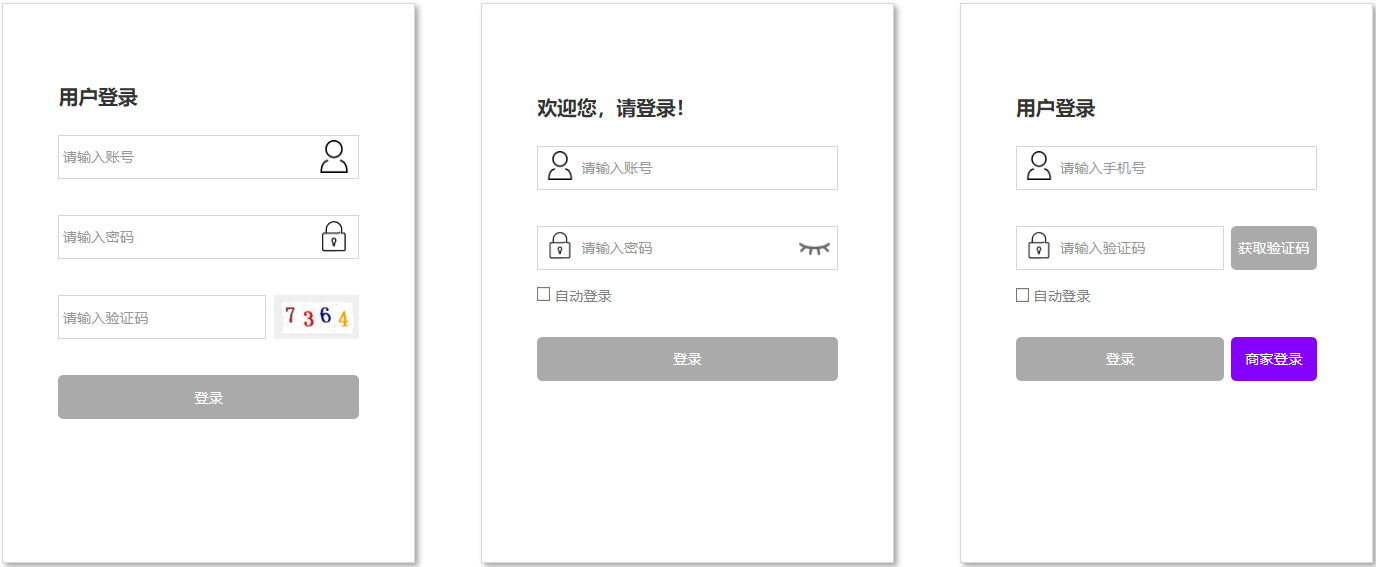 用户登录
请输入账号
请输入密码
请输入验证码
7364
登录
欢迎您，请登录！
请输入账号
请输入密码
自动登录
登录
用户登录
请输入手机号
请输入验证码
获取验证码
自动登录
登录
商家登录